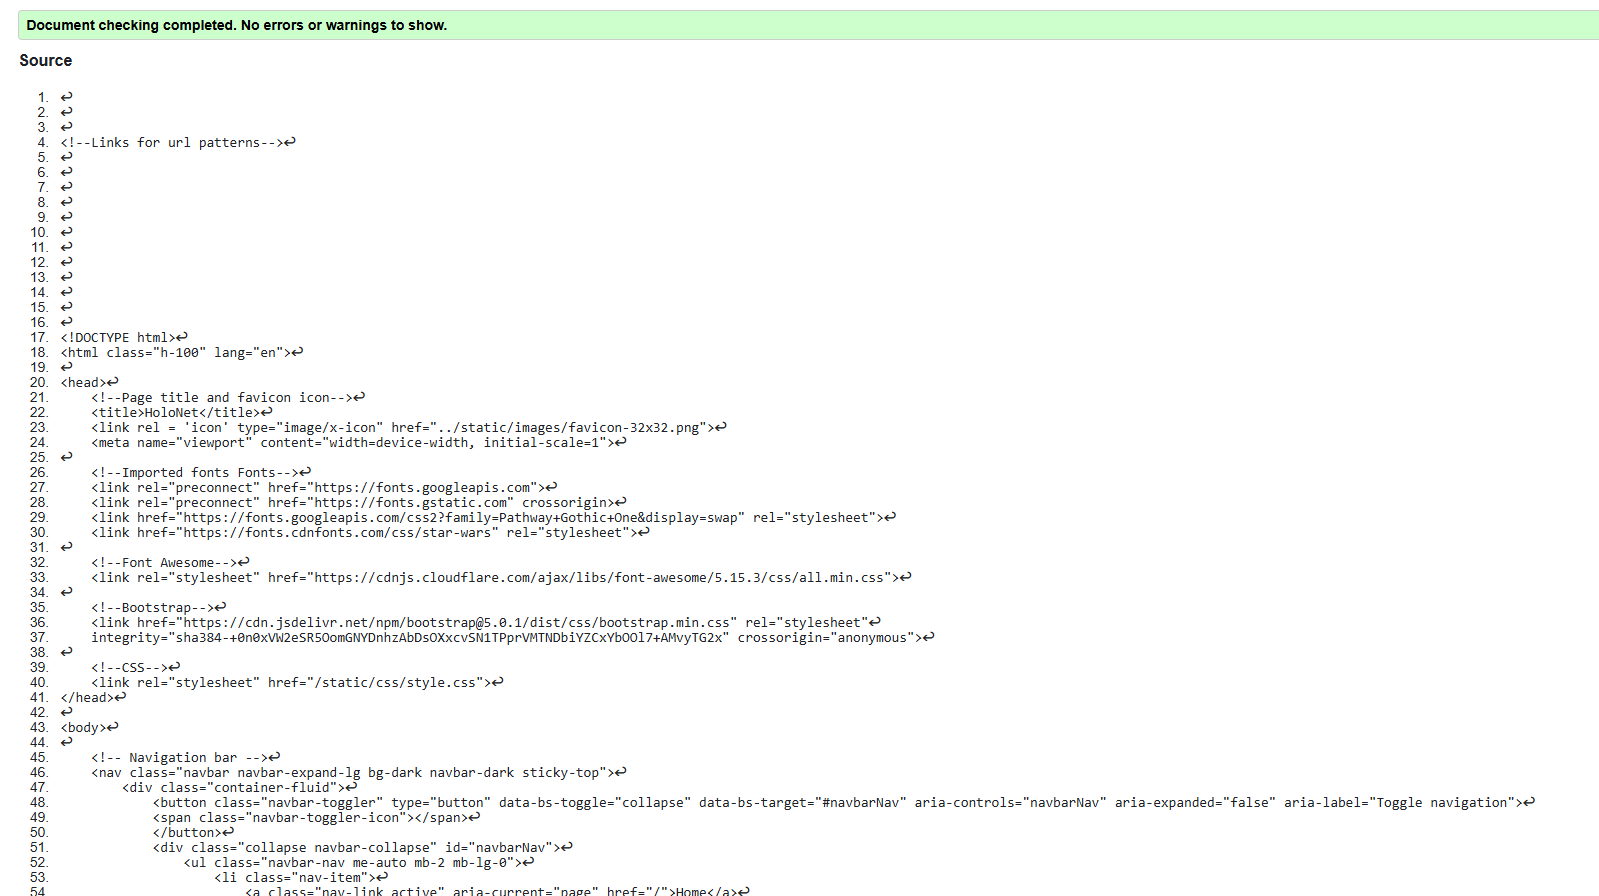 Document checking completed. No errors or warnings to show.
Source
1. ↩
2. ↩
3. ↩
4. <!--Links for url patterns-->↩
5. ↩
6. ↩
7. ↩
8. ↩
9. ↩
10. ↩
11. ↩
12. ↩
13. ↩
14. ↩
15. ↩
16. ↩
17. <!DOCTYPE html>↩
18. <html class="h-100" lang="en">↩
19. ↩
20. <head>↩
21.     <!--Page title and favicon icon-->↩
22.     <title>HoloNet</title>↩
23.     <link rel = 'icon' type="image/x-icon" href="../static/images/favicon-32x32.png">↩
24.     <meta name="viewport" content="width=device-width, initial-scale=1">↩
25. ↩
26.     <!--Imported fonts Fonts-->↩
27.     <link rel="preconnect" href="https://fonts.googleapis.com">↩
28.     <link rel="preconnect" href="https://fonts.gstatic.com" crossorigin>↩
29.     <link href="https://fonts.googleapis.com/css2?family=Pathway+Gothic+One&display=swap" rel="stylesheet">↩
30.     <link href="https://fonts.cdnfonts.com/css/star-wars" rel="stylesheet">↩
31. ↩
32.     <!--Font Awesome-->↩
33.     <link rel="stylesheet" href="https://cdnjs.cloudflare.com/ajax/libs/font-awesome/5.15.3/css/all.min.css">↩
34. ↩
35.     <!--Bootstrap-->↩
36.     <link href="https://cdn.jsdelivr.net/npm/bootstrap@5.0.1/dist/css/bootstrap.min.css" rel="stylesheet"↩
37.     integrity="sha384-+0n0xVW2eSR5OomGNYDnhzAbDsOXxcvSN1TPprVMTNDbiYZCxYbOOl7+AMvyTG2x" crossorigin="anonymous">↩
38. ↩
39.     <!--CSS-->↩
40.     <link rel="stylesheet" href="/static/css/style.css">↩
41. </head>↩
42. ↩
43. <body>↩
44. ↩
45.     <!-- Navigation bar -->↩
46.     <nav class="navbar navbar-expand-lg bg-dark navbar-dark sticky-top">↩
47.         <div class="container-fluid">↩
48.             <button class="navbar-toggler" type="button" data-bs-toggle="collapse" data-bs-target="#navbarNav" aria-controls="navbarNav" aria-expanded="false" aria-label="Toggle navigation">↩
49.             <span class="navbar-toggler-icon"></span>↩
50.             </button>↩
51.             <div class="collapse navbar-collapse" id="navbarNav">↩
52.                 <ul class="navbar-nav me-auto mb-2 mb-lg-0">↩
53.                     <li class="nav-item">↩
54.                         <a class="nav-link active" aria-current="page" href="/">Home</a>↩